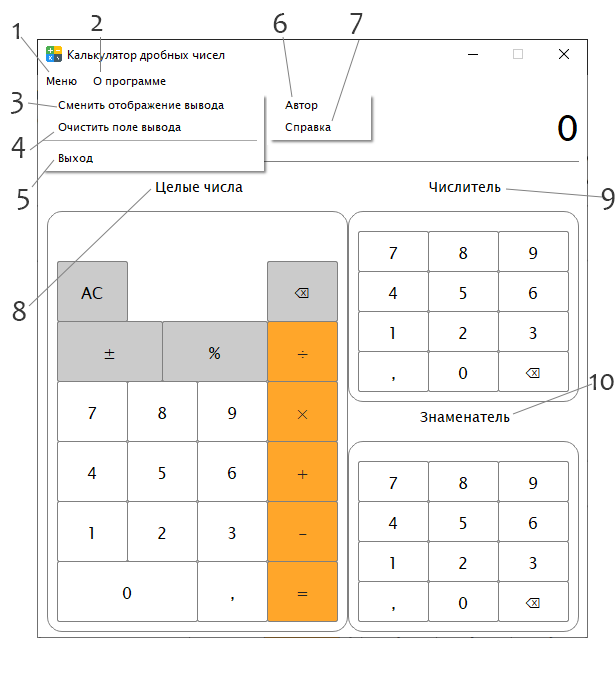 1 2 6 7
Калькулятор дробных чисел
Меню О программе
3 Сменить отображение вывода Автор
4 Очистить поле вывода Справка
0
5 Выход
Целые числа Числитель 9
8
AC ⌫
± % ÷
7 8 9 ×
4 5 6 +
1 2 3 -
0 , =
7 8 9
4 5 6
1 2 3
, 0 ⌫
10
Знаменатель
7 8 9
4 5 6
1 2 3
, 0 ⌫